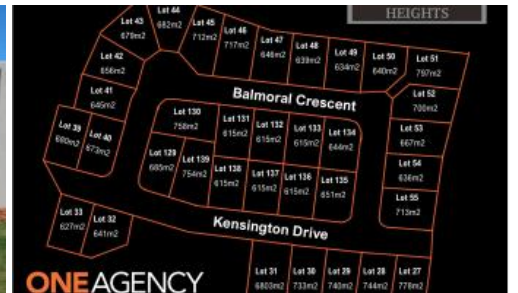 HEIGHTS
Lot 44
682m2
Lot 43
679m2
Lot 45
712m2
Lot 46
717m2
Lot 47
646m2
Lot 48
639m2
Lot 49
634m2
Lot 50
640m2
Lot 51
797m2
Lot 42
656m2
Lot 41
646m2
Lot 52
700m2
Balmoral Crescent
Lot 39
660m2
Lot 40
673m2
Lot 130
758m2
Lot 131
615m2
Lot 132
615m2
Lot 133
615m2
Lot 134
644m2
Lot 53
667m2
Lot 129
685m2
Lot 139
754m2
Lot 138
615m2
Lot 137
615m2
Lot 136
615m2
Lot 135
651m2
Lot 54
636m2
Lot 55
713m2
Lot 33
627m2
Lot 32
641m2
Kensington Drive
Lot 31
6803m2
Lot 30
733m2
Lot 29
740m2
Lot 28
744m2
Lot 27
776m2
ONEAGENCY